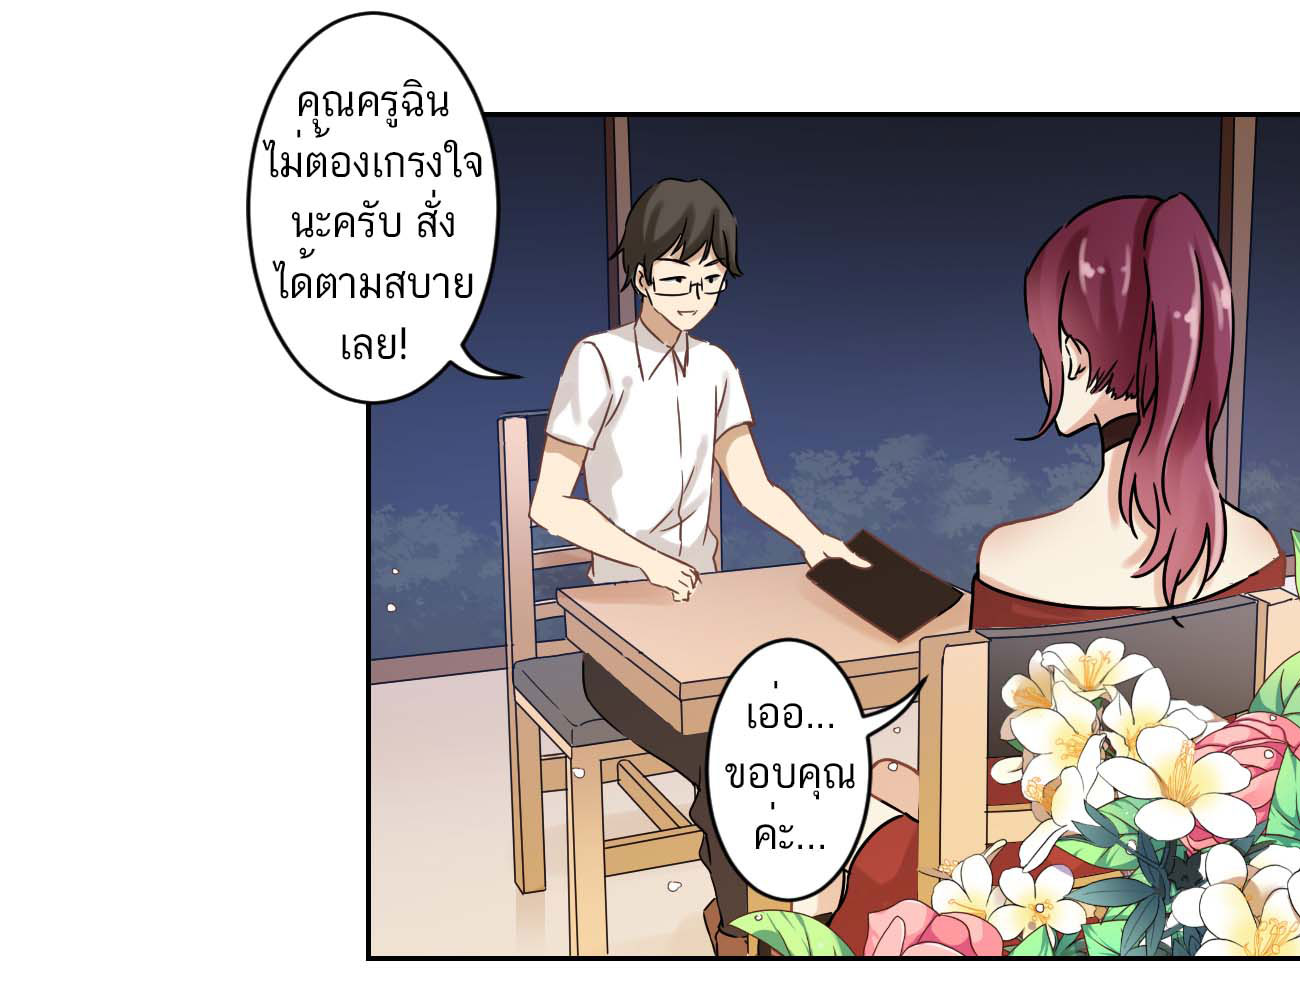 คุณครูฉิน
ไม่ต้องเกรงใจ
นะครับ สั่ง
ได้ตามสบาย
เลย!
เอ่อ...
ขอบคุณ
ค่ะ...